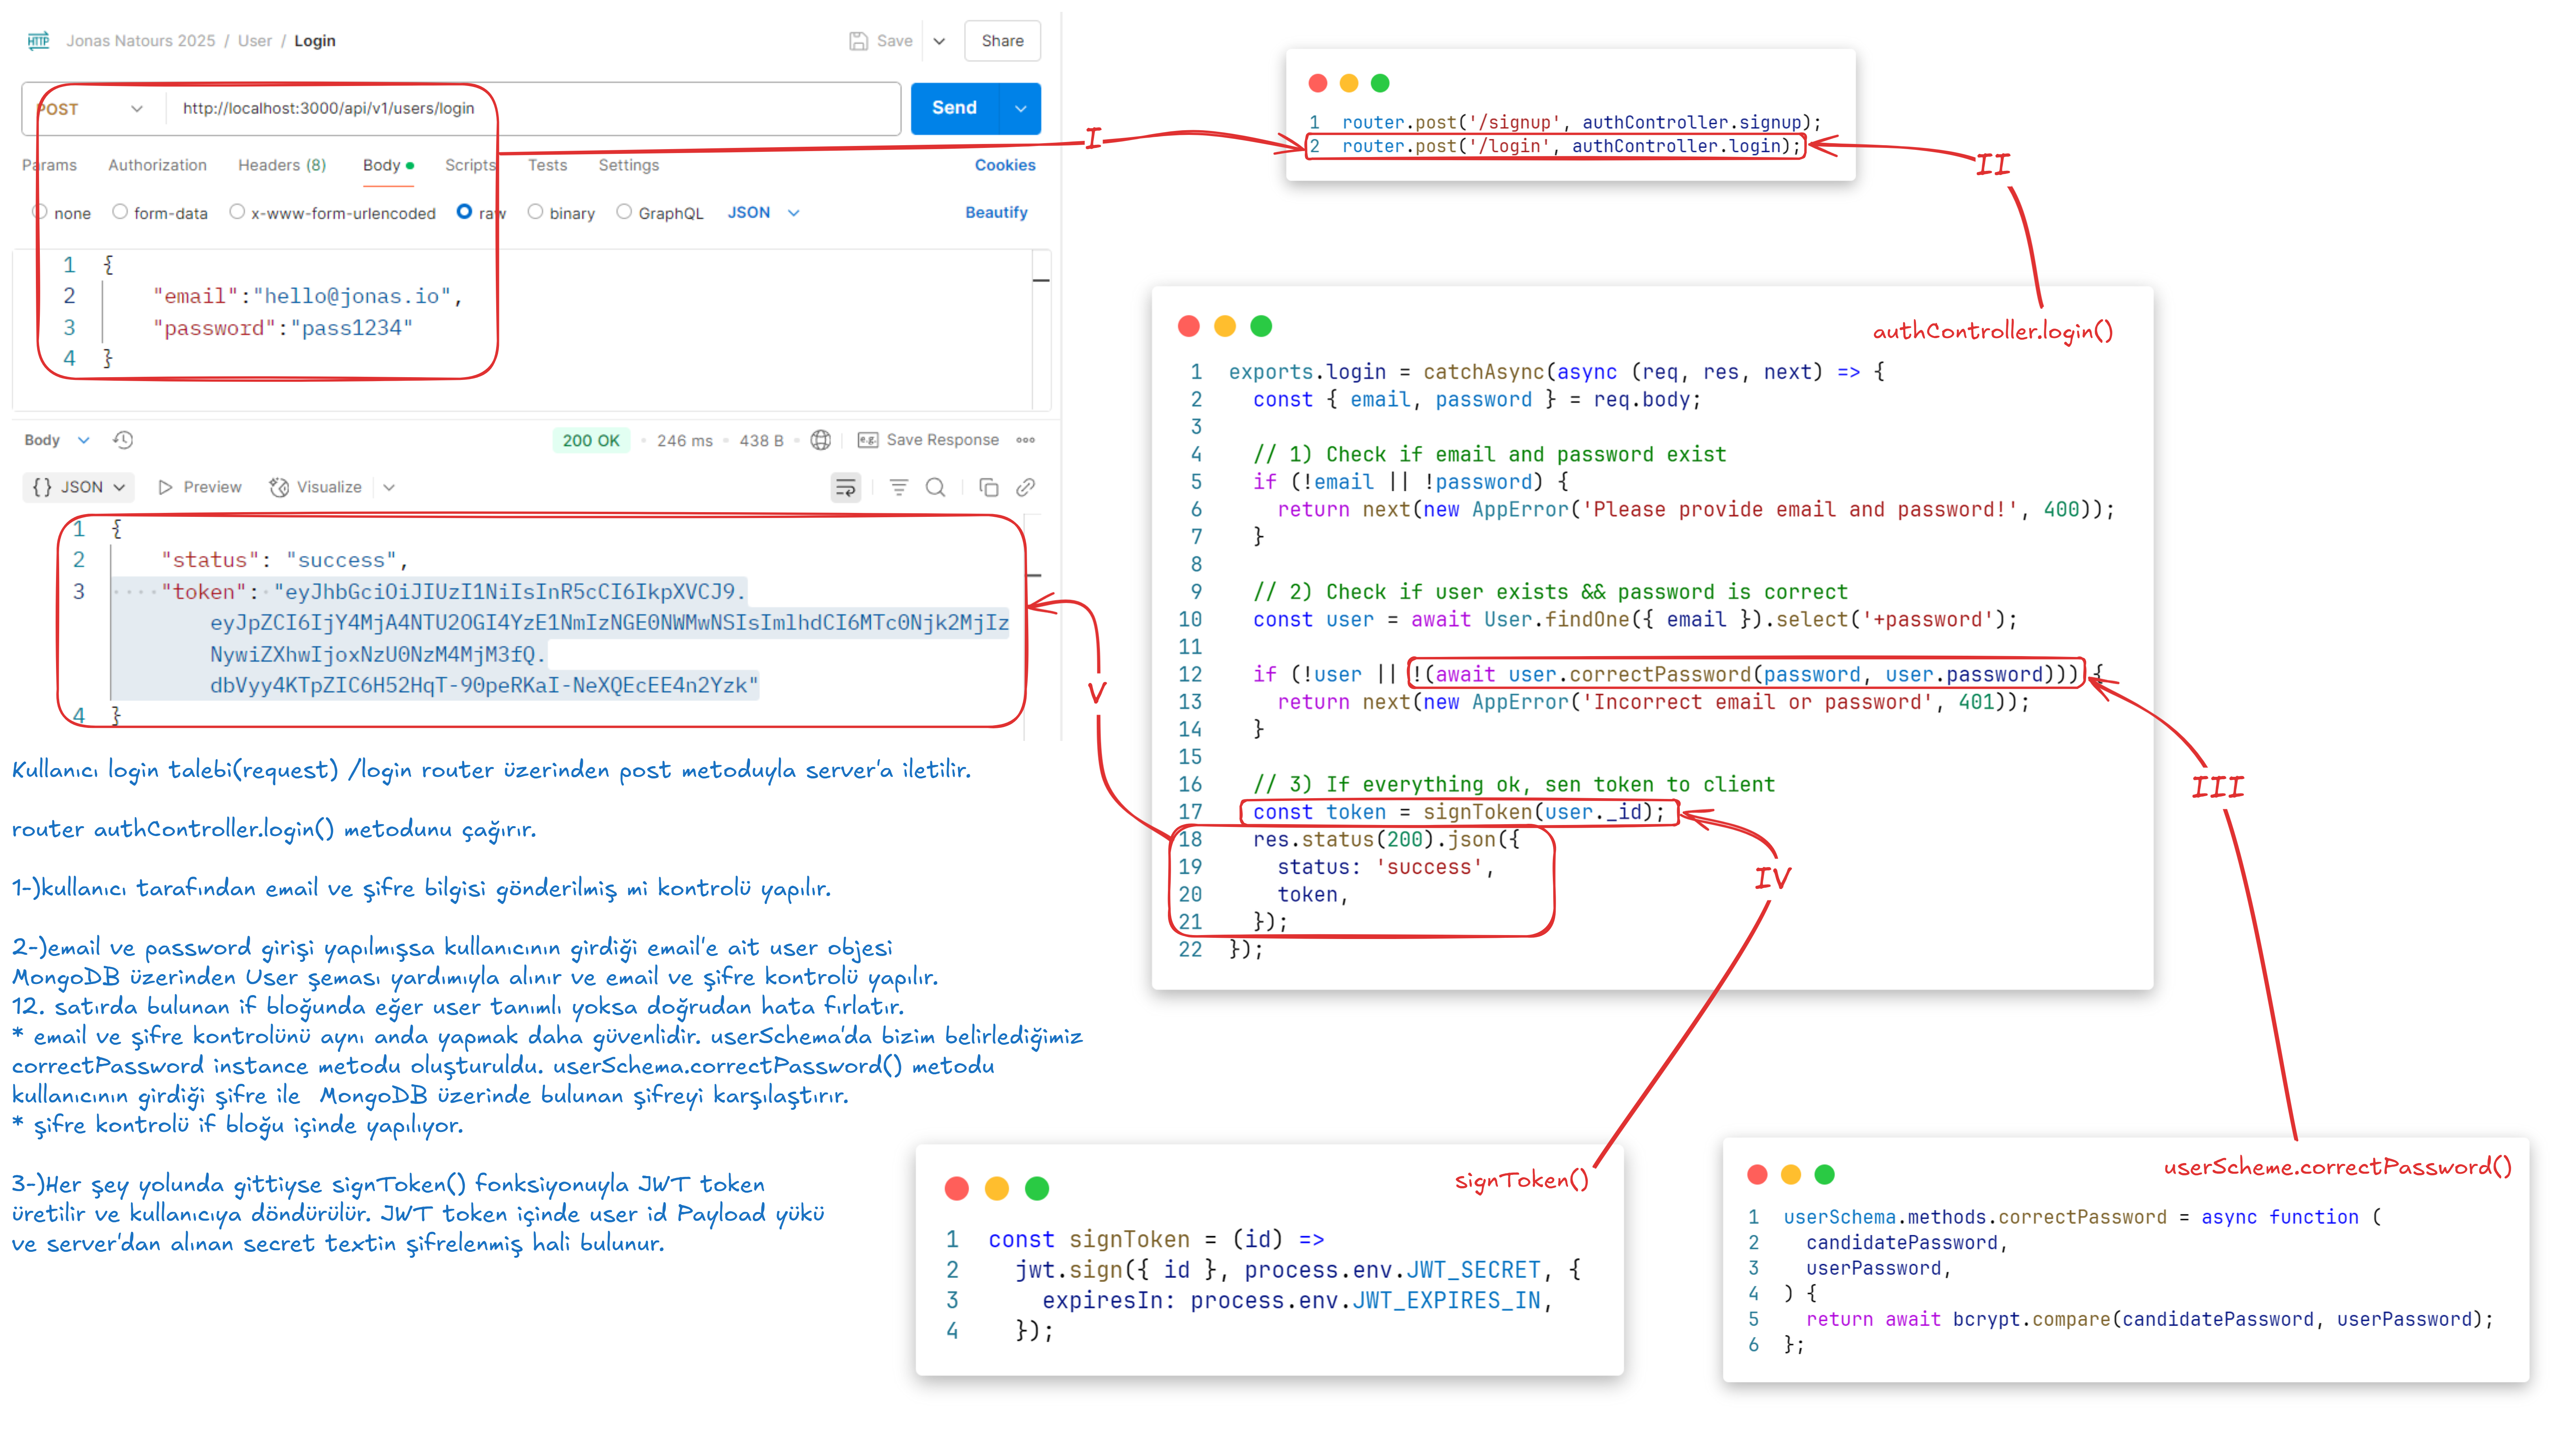 HTTP Jonas Natours 2025 / User / Login
Save
Share
POST
http://localhost:3000/api/v1/users/login
Send
Params Authorization Headers (8) Body Scripts Tests Settings Cookies
none form-data x-www-form-urlencoded raw binary GraphQL JSON Beautify
1 {
2 "email":"hello@jonas.io",
3 "password":"pass1234"
4 }
Body 200 OK 246 ms 438 B e.g. Save Response
{} JSON Preview Visualize
1 {
2 "status": "success",
3 "token": "eyJhbGciOiJIUzI1NiIsInR5cCI6IkpXVCJ9.
eyJpZCI6IjY4MjA4NTU2OGI4YzE1NmIzNGE0NWMwNSIsImlhdCI6MTc0Njk2MjIz
NywiZXhwIjoxNzU0NzM4MjM3fQ.
dbVyy4KTpZIC6H52HqT-90peRKaI-NeXQEcEE4n2Yzk"
4 }
Kullanıcı login talebi(request) /login router üzerinden post metoduyla server'a iletilir.
router authController.login() metodunu çağırır.
1-)kullanıcı tarafından email ve şifre bilgisi gönderilmiş mi kontrolü yapılır.
2-)email ve password girişi yapılmışsa kullanıcının girdiği email'e ait user objesi
MongoDB üzerinden User şeması yardımıyla alınır ve email ve şifre kontrolü yapılır.
12. satırda bulunan if bloğunda eğer user tanımlı yoksa doğrudan hata fırlatır.
* email ve şifre kontrolünü aynı anda yapmak daha güvenlidir. userSchema'da bizim belirlediğimiz
correctPassword instance metodu oluşturuldu. userSchema.correctPassword() metodu
kullanıcının girdiği şifre ile MongoDB üzerinde bulunan şifreyi karşılaştırır.
* şifre kontrolü if bloğu içinde yapılıyor.
3-)Her şey yolunda gittiyse signToken() fonksiyonuyla JWT token
üretilir ve kullanıcıya döndürülür. JWT token içinde user id Payload yükü
ve server'dan alınan secret textin şifrelenmiş hali bulunur.
I
1 router.post('/signup', authController.signup);
2 router.post('/login', authController.login);
II
authController.login()
1 exports.login = catchAsync(async (req, res, next) => {
2 const { email, password } = req.body;
3
4 // 1) Check if email and password exist
5 if (!email || !password) {
6 return next(new AppError('Please provide email and password!', 400));
7 }
8
9 // 2) Check if user exists && password is correct
10 const user = await User.findOne({ email }).select('+password');
11
12 if (!user || !(await user.correctPassword(password, user.password))) {
13 return next(new AppError('Incorrect email or password', 401));
14 }
15
16 // 3) If everything ok, sen token to client
17 const token = signToken(user._id);
18 res.status(200).json({
19 status: 'success',
20 token,
21 });
22 });
V
III
IV
signToken()
1 const signToken = (id) =>
2 jwt.sign({ id }, process.env.JWT_SECRET, {
3 expiresIn: process.env.JWT_EXPIRES_IN,
4 });
userScheme.correctPassword()
1 userSchema.methods.correctPassword = async function (
2 candidatePassword,
3 userPassword,
4 ) {
5 return await bcrypt.compare(candidatePassword, userPassword);
6 };